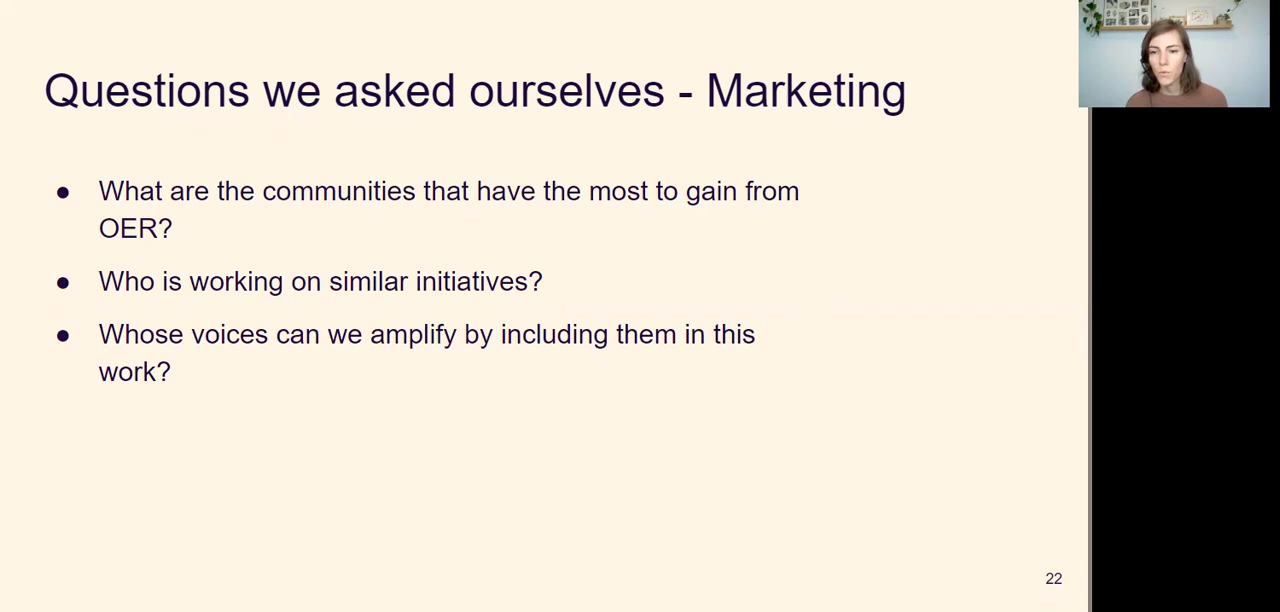 Questions we asked ourselves - Marketing
● What are the communities that have the most to gain from
OER?
● Who is working on similar initiatives?
● Whose voices can we amplify by including them in this
work?
22